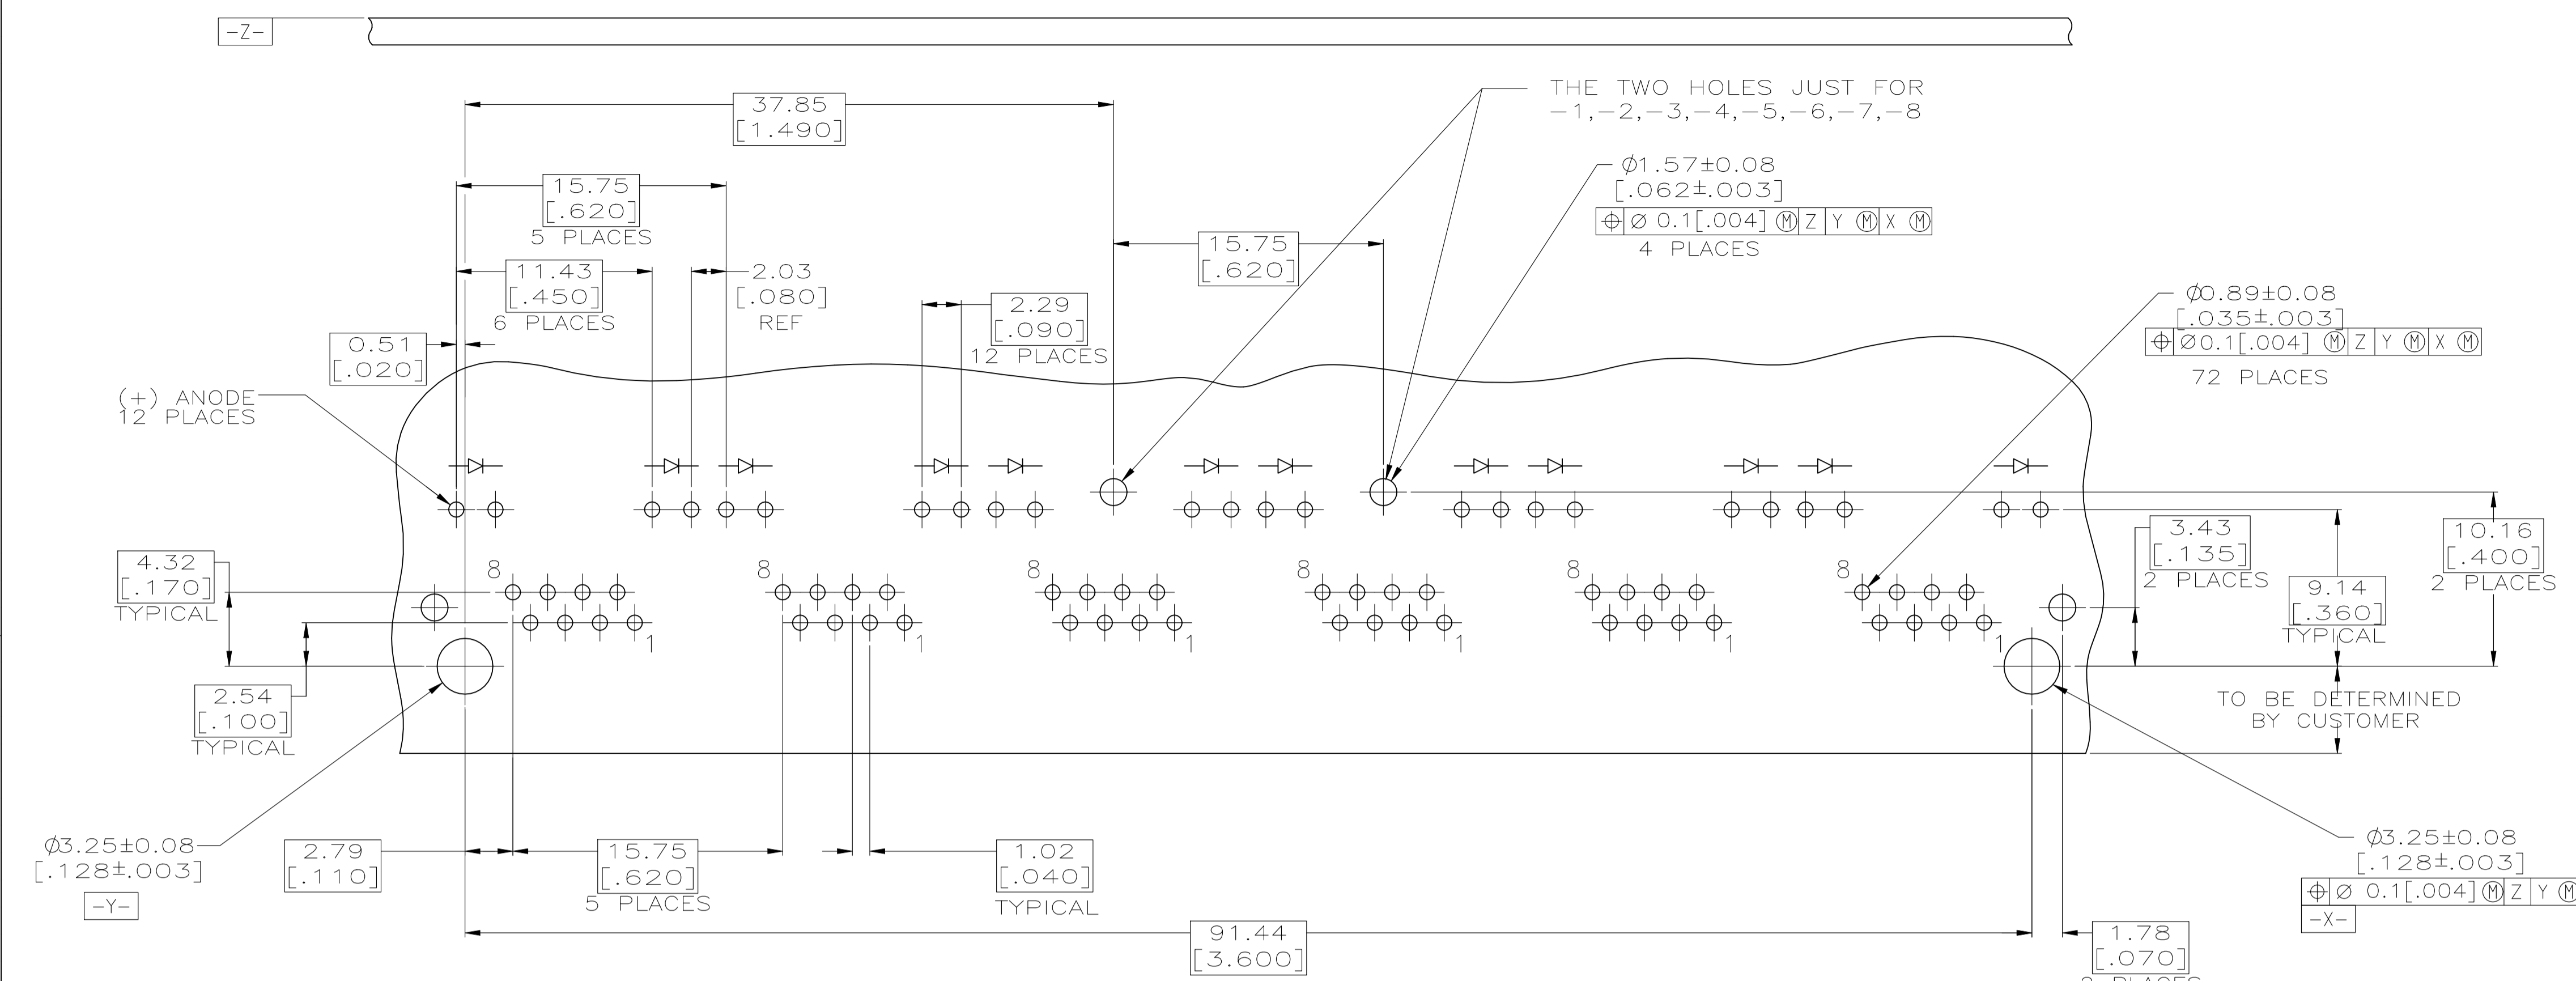 -Z-
37.85
[1.490]
THE TWO HOLES JUST FOR
-1,-2,-3,-4,-5,-6,-7,-8
15.75
[.620]
5 PLACES
Ø1.57±0.08
[.062±.003]
⌖ Ø 0.1[.004] Ⓜ Z Y Ⓜ X Ⓜ
4 PLACES
15.75
[.620]
11.43
[.450]
6 PLACES
2.03
[.080]
REF
2.29
[.090]
12 PLACES
Ø0.89±0.08
[.035±.003]
⌖ Ø0.1[.004] Ⓜ Z Y Ⓜ X Ⓜ
72 PLACES
0.51
[.020]
(+) ANODE
12 PLACES
4.32
[.170]
TYPICAL
8
8
8
8
8
8
1
1
1
1
1
1
3.43
[.135]
2 PLACES
10.16
[.400]
2 PLACES
9.14
[.360]
TYPICAL
2.54
[.100]
TYPICAL
TO BE DETERMINED
BY CUSTOMER
Ø3.25±0.08
[.128±.003]
-Y-
2.79
[.110]
15.75
[.620]
5 PLACES
1.02
[.040]
TYPICAL
Ø3.25±0.08
[.128±.003]
⌖ Ø 0.1[.004] Ⓜ Z Y Ⓜ
-X-
91.44
[3.600]
1.78
[.070]
PLACES